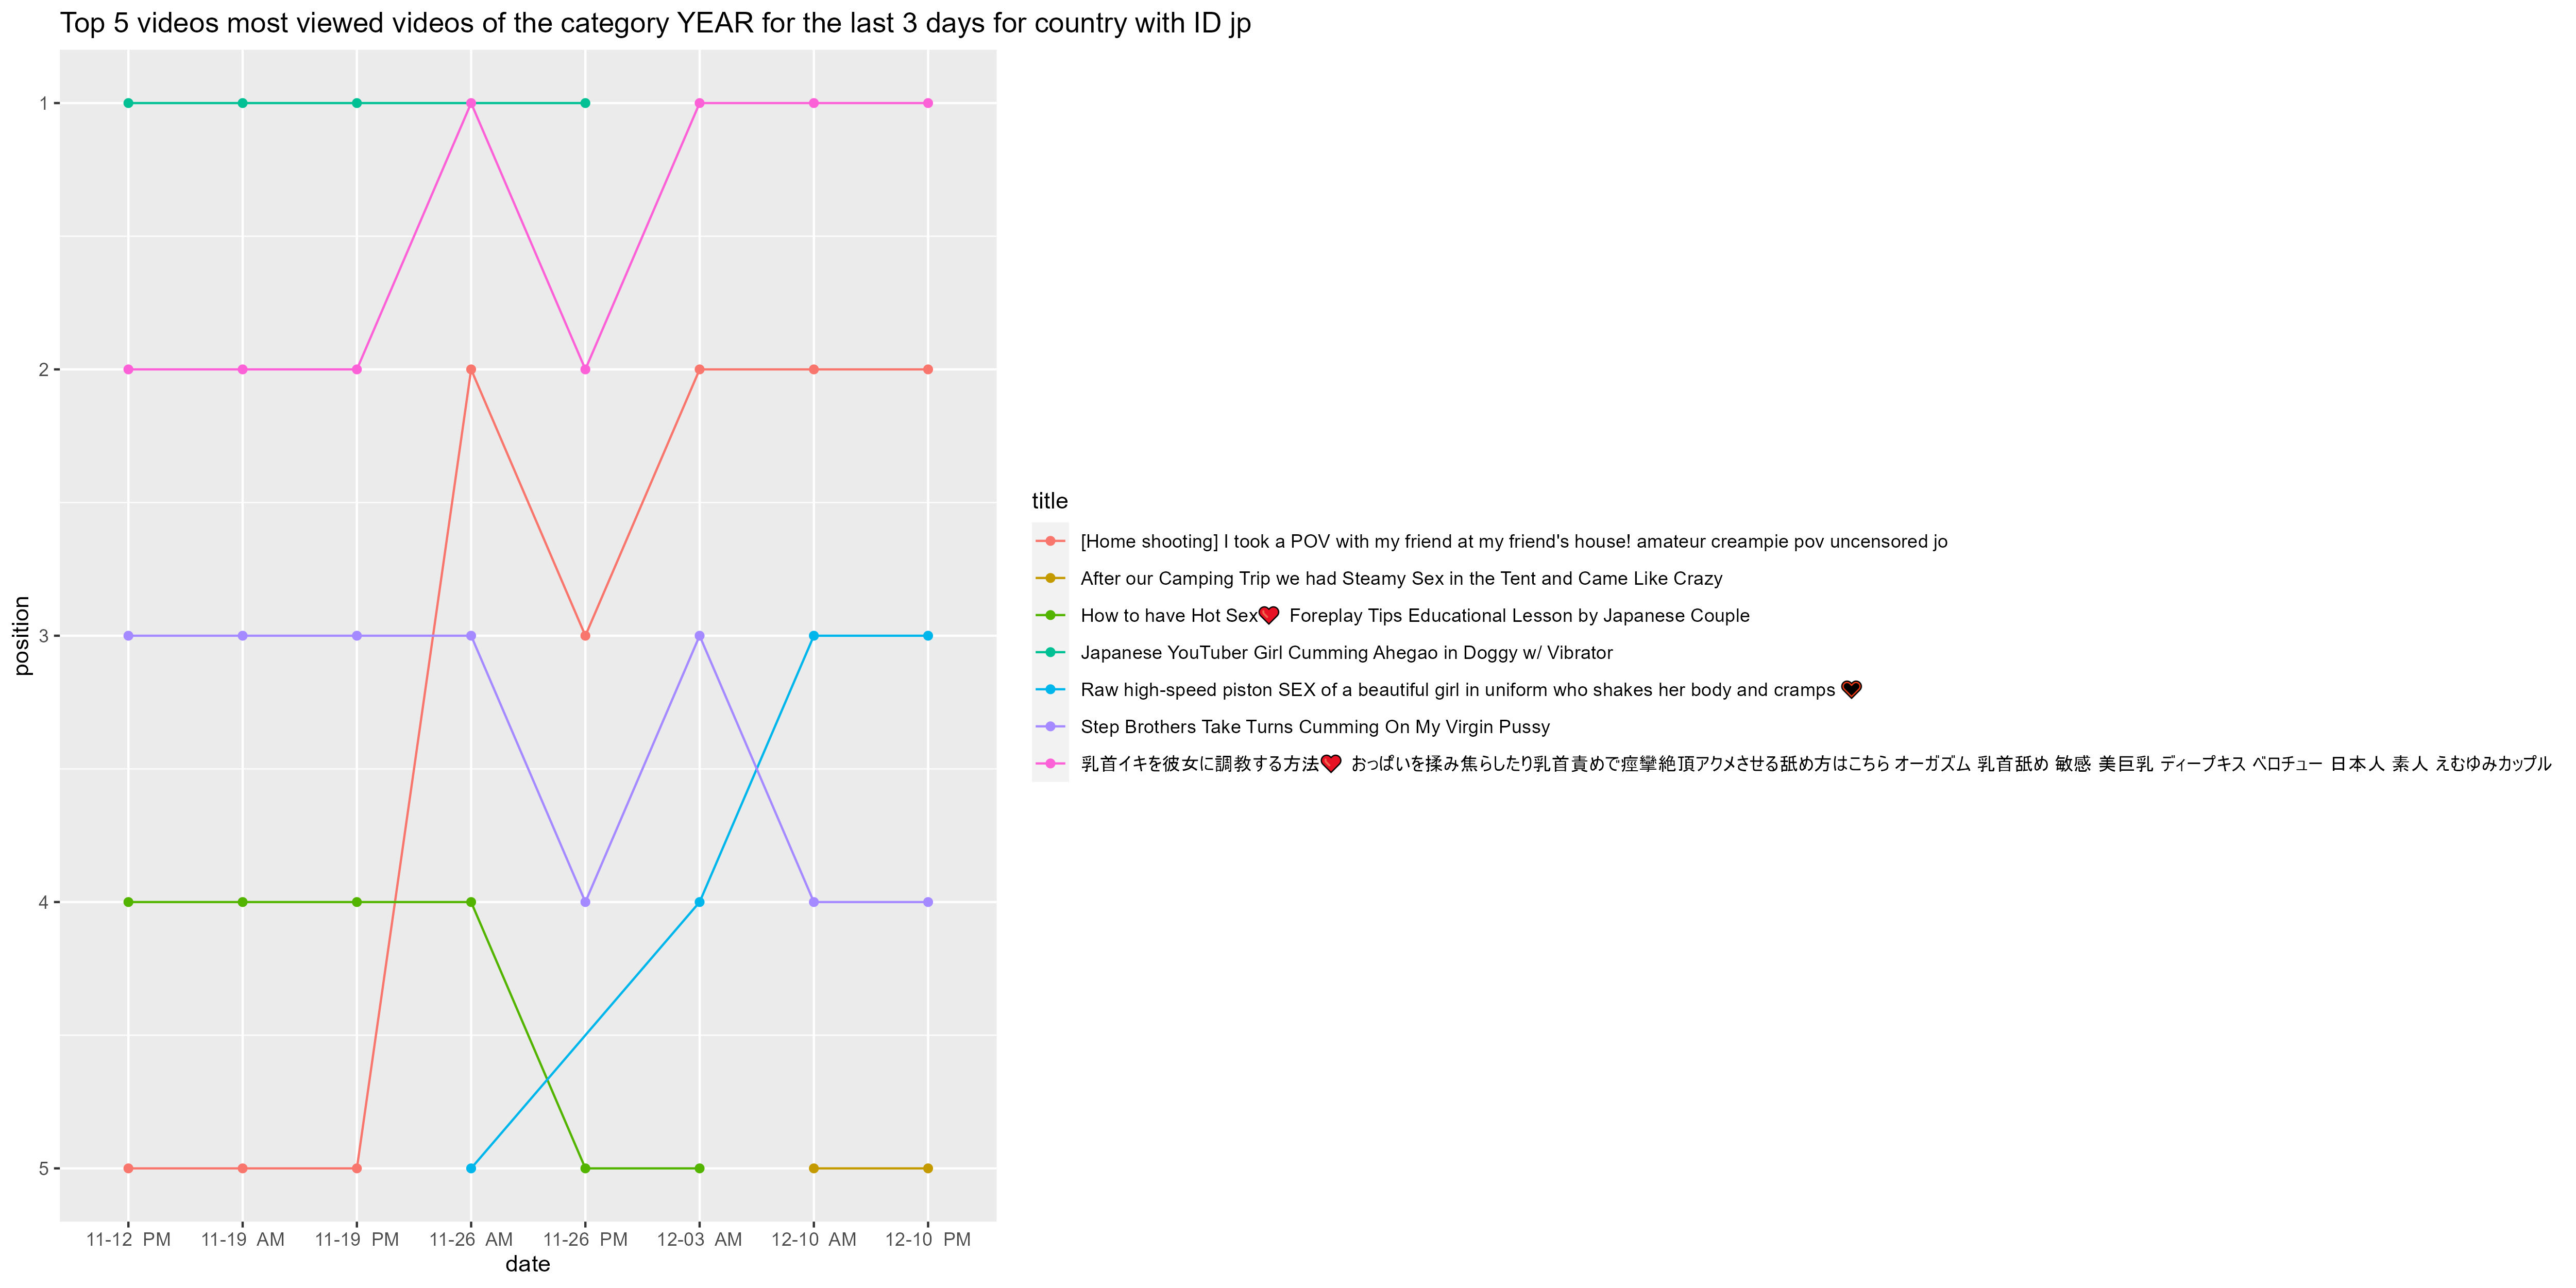 Top 5 videos most viewed videos of the category YEAR for the last 3 days for country with ID jp
position
1
2
3
4
5
11-12 PM
11-19 AM
11-19 PM
11-26 AM
11-26 PM
12-03 AM
12-10 AM
12-10 PM
date
title
[Home shooting] I took a POV with my friend at my friend's house! amateur creampie pov uncensored jo
After our Camping Trip we had Steamy Sex in the Tent and Came Like Crazy
How to have Hot Sex❤️ Foreplay Tips Educational Lesson by Japanese Couple
Japanese YouTuber Girl Cumming Ahegao in Doggy w/ Vibrator
Raw high-speed piston SEX of a beautiful girl in uniform who shakes her body and cramps 🖤
Step Brothers Take Turns Cumming On My Virgin Pussy
乳首イキを彼女に調教する方法❤️ おっぱいを揉み焦らしたり乳首責めで痙攣絶頂アクメさせる舐め方はこちら オーガズム 乳首舐め 敏感 美巨乳 ディープキス ベロチュー 日本人 素人 えむゆみカップル